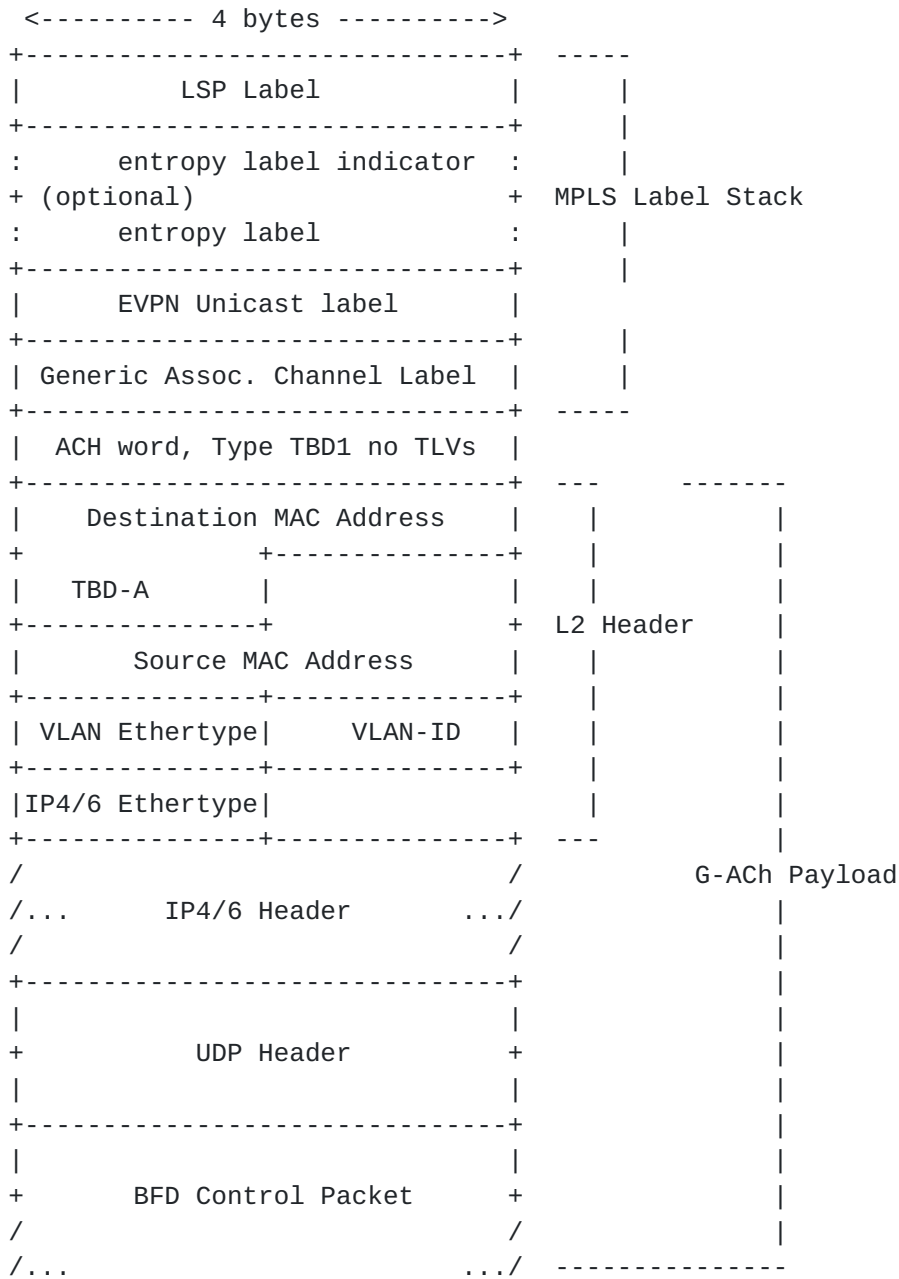 <---------- 4 bytes ---------->
+-------------------------------+  -----
|          LSP Label            |      |
+-------------------------------+      |
:      entropy label indicator  :      |
+ (optional)                    +  MPLS Label Stack
:      entropy label            :      |
+-------------------------------+      |
|      EVPN Unicast label       |
+-------------------------------+      |
| Generic Assoc. Channel Label  |      |
+-------------------------------+  -----
|  ACH word, Type TBD1 no TLVs  |
+-------------------------------+  ---     -------
|    Destination MAC Address    |    |           |
+               +---------------+    |           |
|   TBD-A       |               |    |           |
+---------------+               +  L2 Header     |
|       Source MAC Address      |    |           |
+---------------+---------------+    |           |
| VLAN Ethertype|     VLAN-ID   |    |           |
+---------------+---------------+    |           |
|IP4/6 Ethertype|                    |           |
+---------------+---------------+  ---           |
/                               /           G-ACh Payload
/...      IP4/6 Header       .../                |
/                               /                |
+-------------------------------+                |
|                               |                |
+           UDP Header          +                |
|                               |                |
+-------------------------------+                |
|                               |                |
+       BFD Control Packet      +                |
/                               /                |
/...                         .../  ---------------